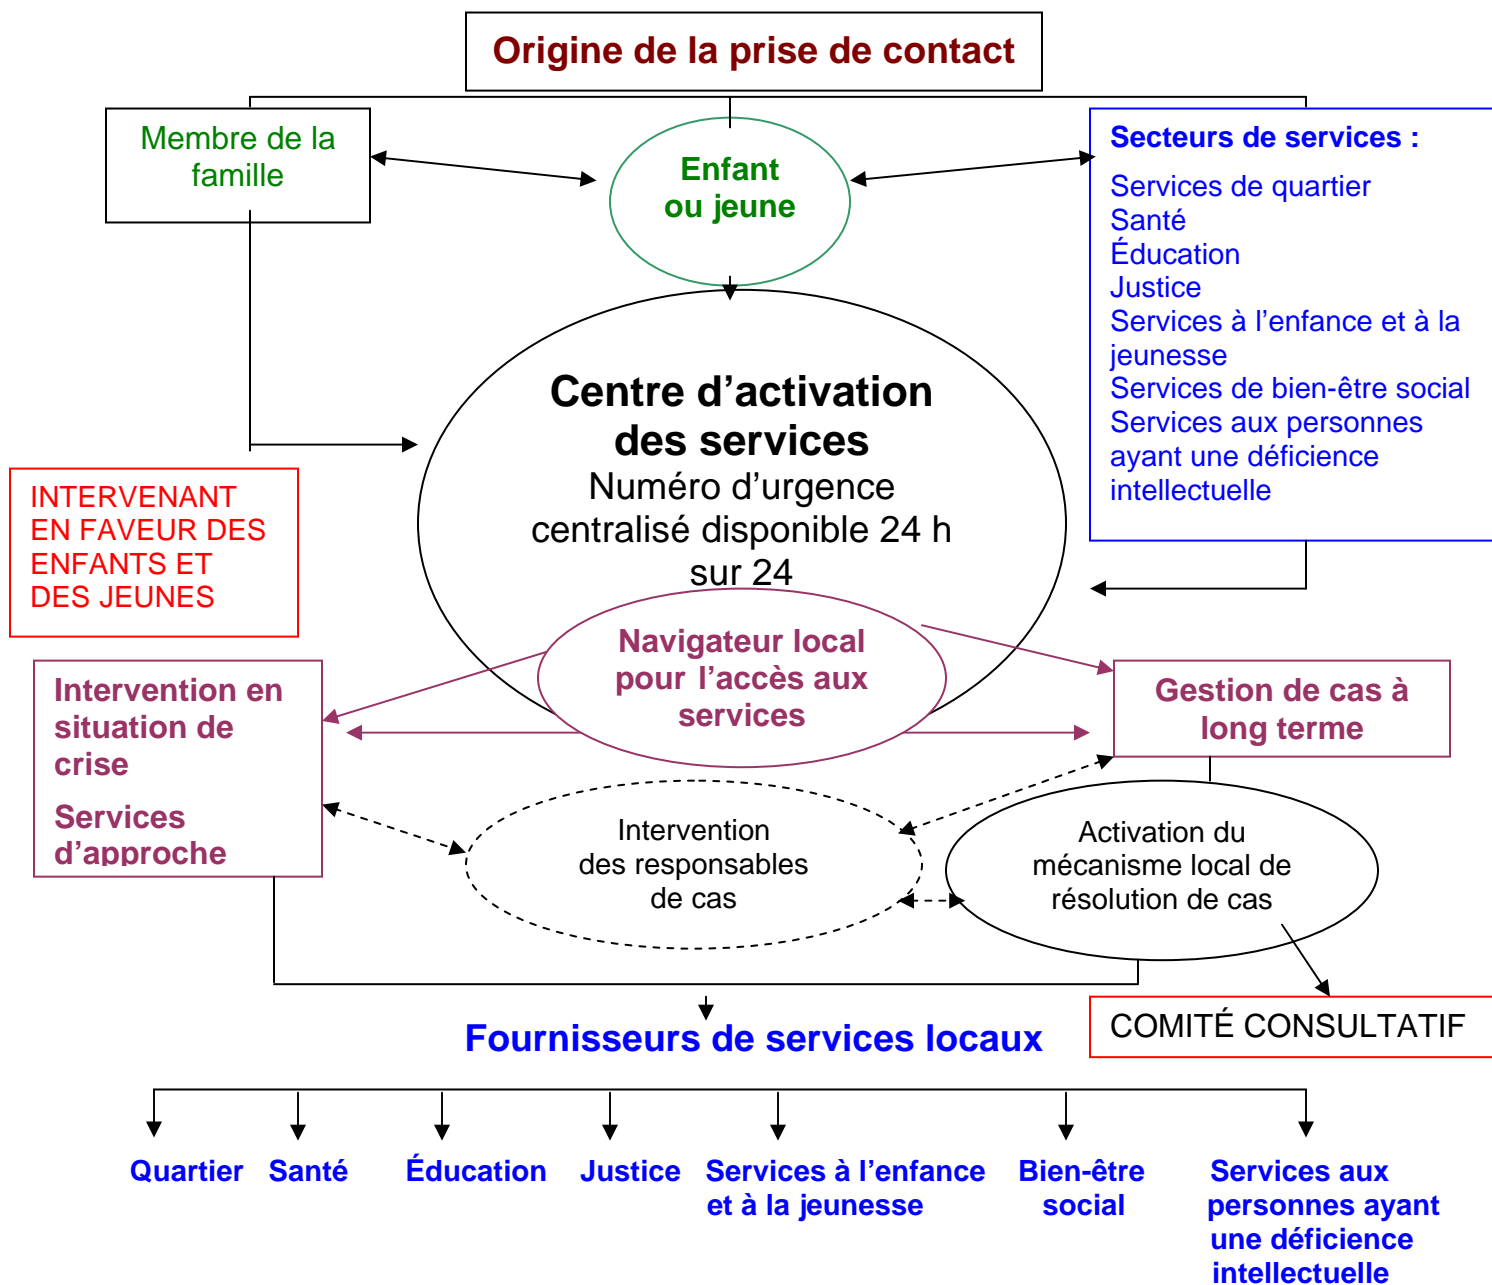 Origine de la prise de contact
Membre de la
famille
Enfant
ou jeune
Secteurs de services :
Services de quartier
Santé
Éducation
Justice
Services à l’enfance et à la
jeunesse
Services de bien-être social
Services aux personnes
ayant une déficience
intellectuelle
Centre d’activation
des services
Numéro d’urgence
centralisé disponible 24 h
sur 24
INTERVENANT
EN FAVEUR DES
ENFANTS ET
DES JEUNES
Navigateur local
pour l’accès aux
services
Intervention en
situation de
crise
Services
d’approche
Gestion de cas à
long terme
Intervention
des responsables
de cas
Activation du
mécanisme local de
résolution de cas
COMITÉ CONSULTATIF
Fournisseurs de services locaux
Quartier
Santé
Éducation
Justice
Services à l’enfance
et à la jeunesse
Bien-être
social
Services aux
personnes ayant
une déficience
intellectuelle